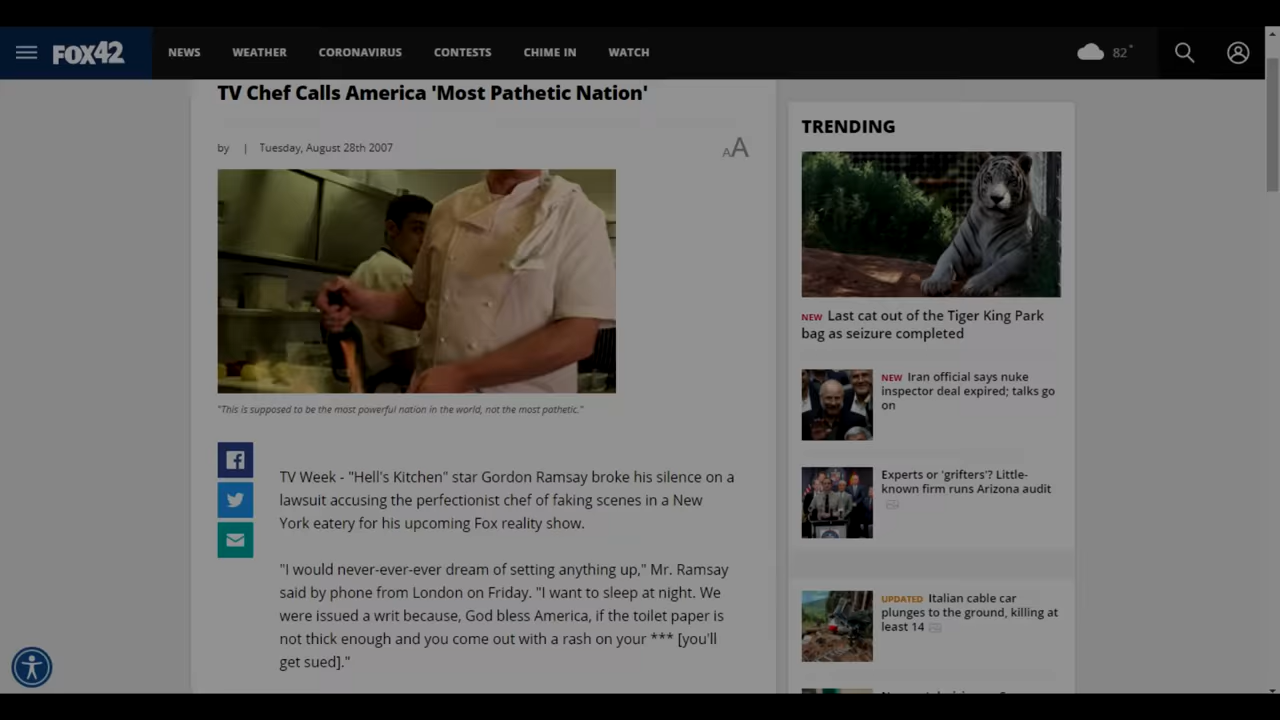 FOX42
NEWS
WEATHER
CORONAVIRUS
CONTESTS
CHIME IN
WATCH
82°
TV Chef Calls America 'Most Pathetic Nation'
by | Tuesday, August 28th 2007
AA
"This is supposed to be the most powerful nation in the world, not the most pathetic."
TV Week - "Hell's Kitchen" star Gordon Ramsay broke his silence on a
lawsuit accusing the perfectionist chef of faking scenes in a New
York eatery for his upcoming Fox reality show.
"I would never-ever-ever dream of setting anything up," Mr. Ramsay
said by phone from London on Friday. "I want to sleep at night. We
were issued a writ because, God bless America, if the toilet paper is
not thick enough and you come out with a rash on your *** [you'll
get sued]."
TRENDING
NEW Last cat out of the Tiger King Park
bag as seizure completed
NEW Iran official says nuke
inspector deal expired; talks go
on
Experts or 'grifters'? Little-
known firm runs Arizona audit
UPDATED Italian cable car
plunges to the ground, killing at
least 14